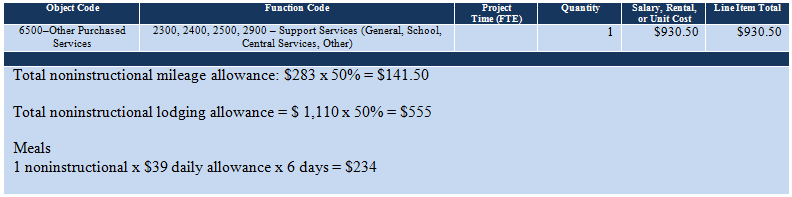 Object Code Function Code Project Time (FTE) Quantity Salary, Rental, or Unit Cost Line Item Total
6500–Other Purchased Services 2300, 2400, 2500, 2900 – Support Services (General, School, Central Services, Other) 1 $930.50 $930.50
Total noninstructional mileage allowance: $283 x 50% = $141.50
Total noninstructional lodging allowance = $ 1,110 x 50% = $555
Meals
1 noninstructional x $39 daily allowance x 6 days = $234